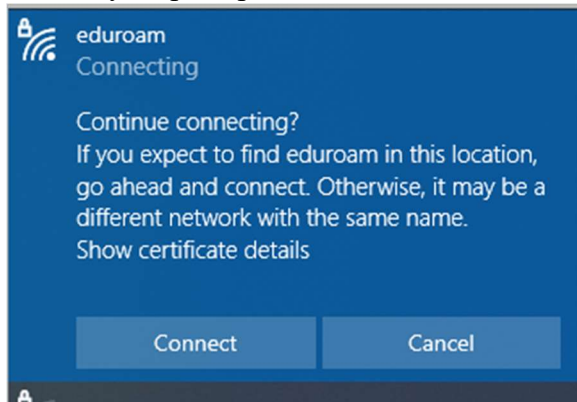 eduroam
Connecting
Continue connecting?
If you expect to find eduroam in this location,
go ahead and connect. Otherwise, it may be a
different network with the same name.
Show certificate details
Connect
Cancel